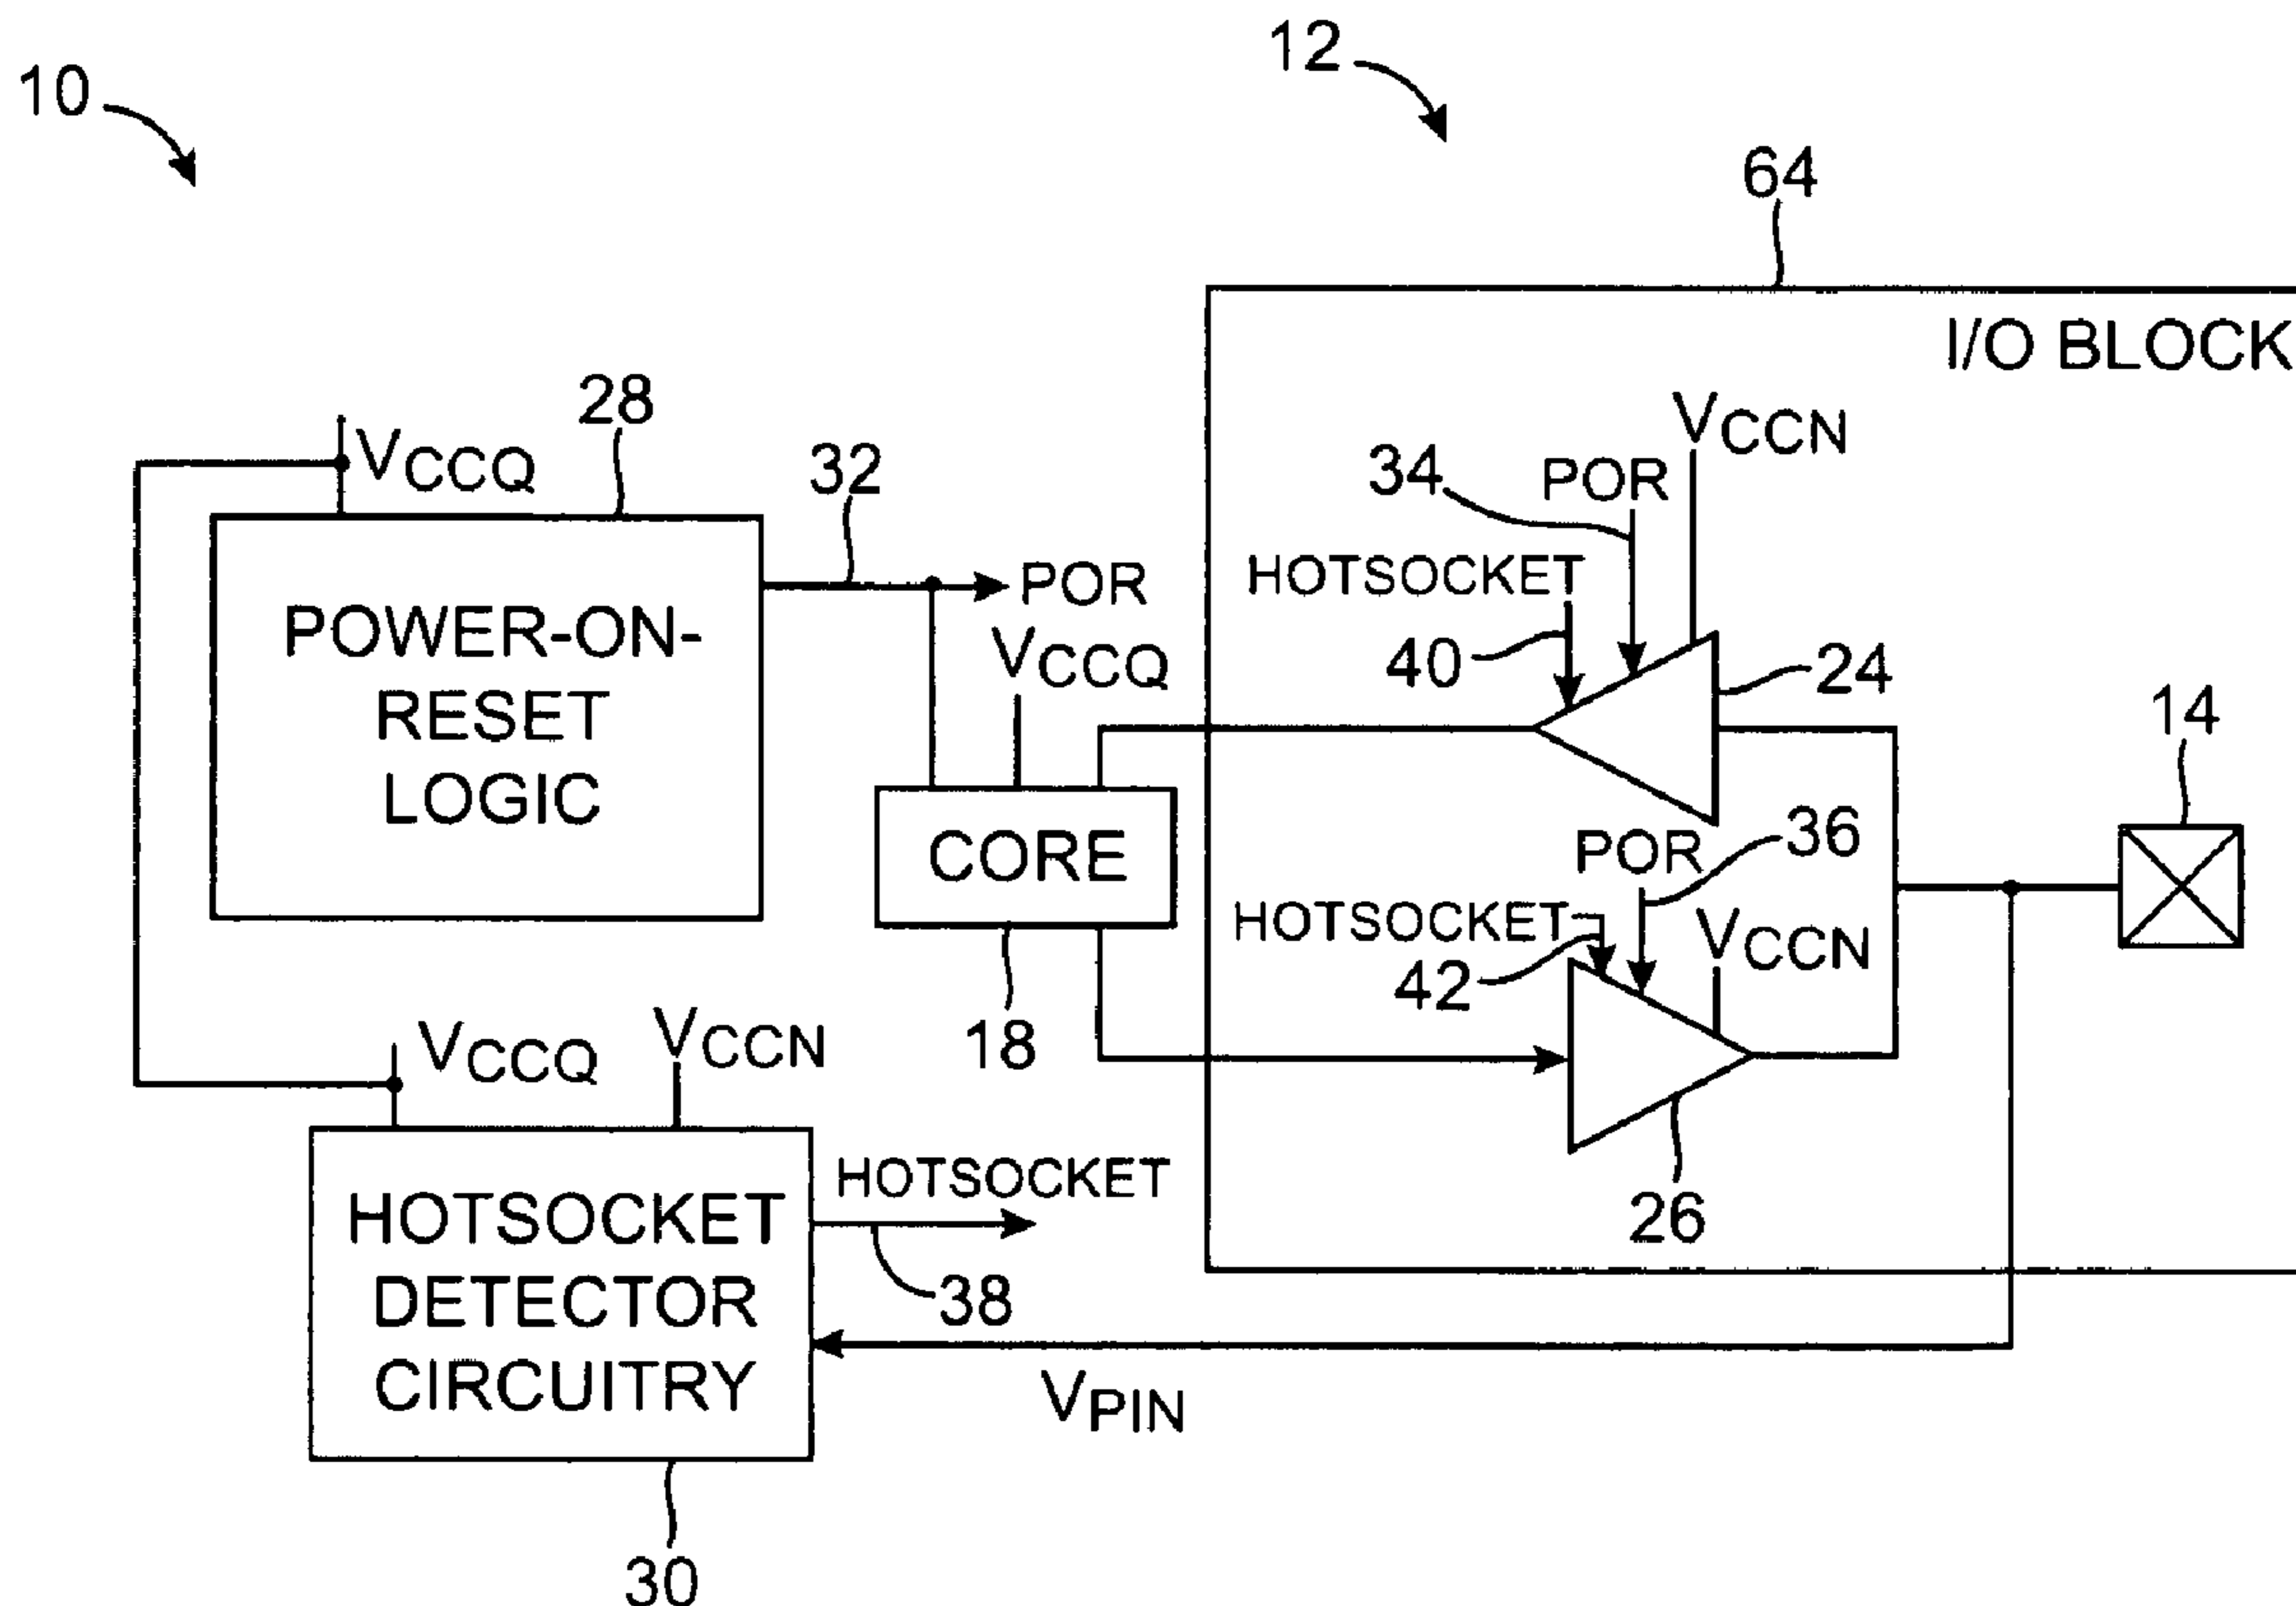 10
12
64
I/O BLOCK
28
VCCQ
32
34
POR
VCCN
HOTSOCKET
40
24
14
POWER-ON-
RESET
LOGIC
POR
VCCQ
CORE
18
POR
36
HOTSOCKET
42
VCCN
26
VCCQ
VCCN
HOTSOCKET
DETECTOR
CIRCUITRY
30
HOTSOCKET
38
VPIN